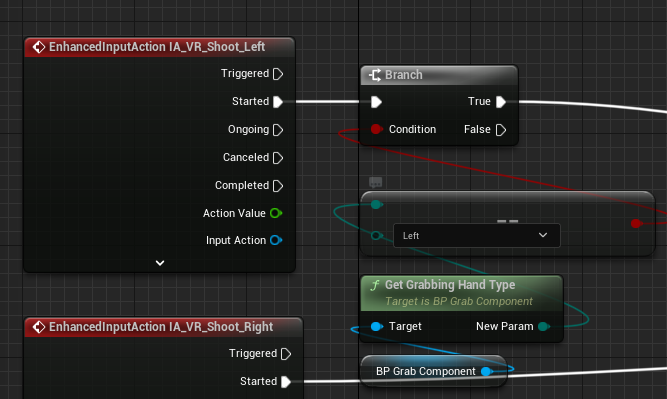 EnhancedInputAction IA_VR_Shoot_Left
Triggered
Started
Ongoing
Canceled
Completed
Action Value
Input Action
Branch
True
Condition
False
==
Left
f Get Grabbing Hand Type
Target is BP Grab Component
Target
New Param
BP Grab Component
EnhancedInputAction IA_VR_Shoot_Right
Triggered
Started